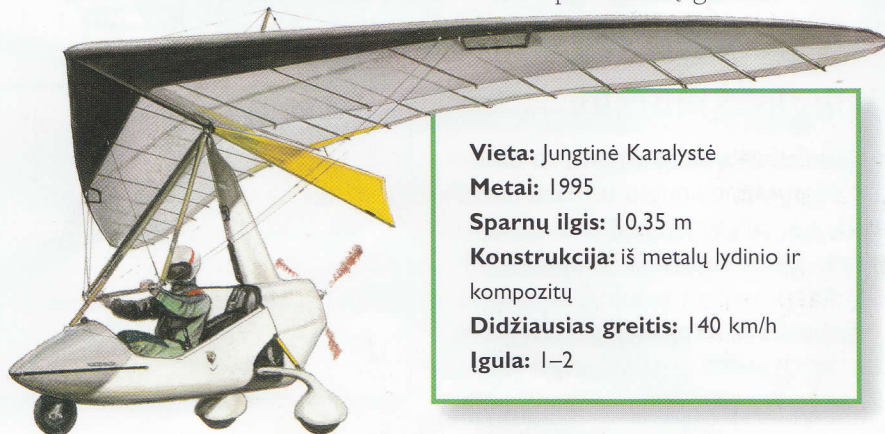 Vieta: Jungtinė Karalystė
Metai: 1995
Sparnų ilgis: 10,35 m
Konstrukcija: iš metalų lydinio ir
kompozitų
Didžiausias greitis: 140 km/h
Įgula: 1–2